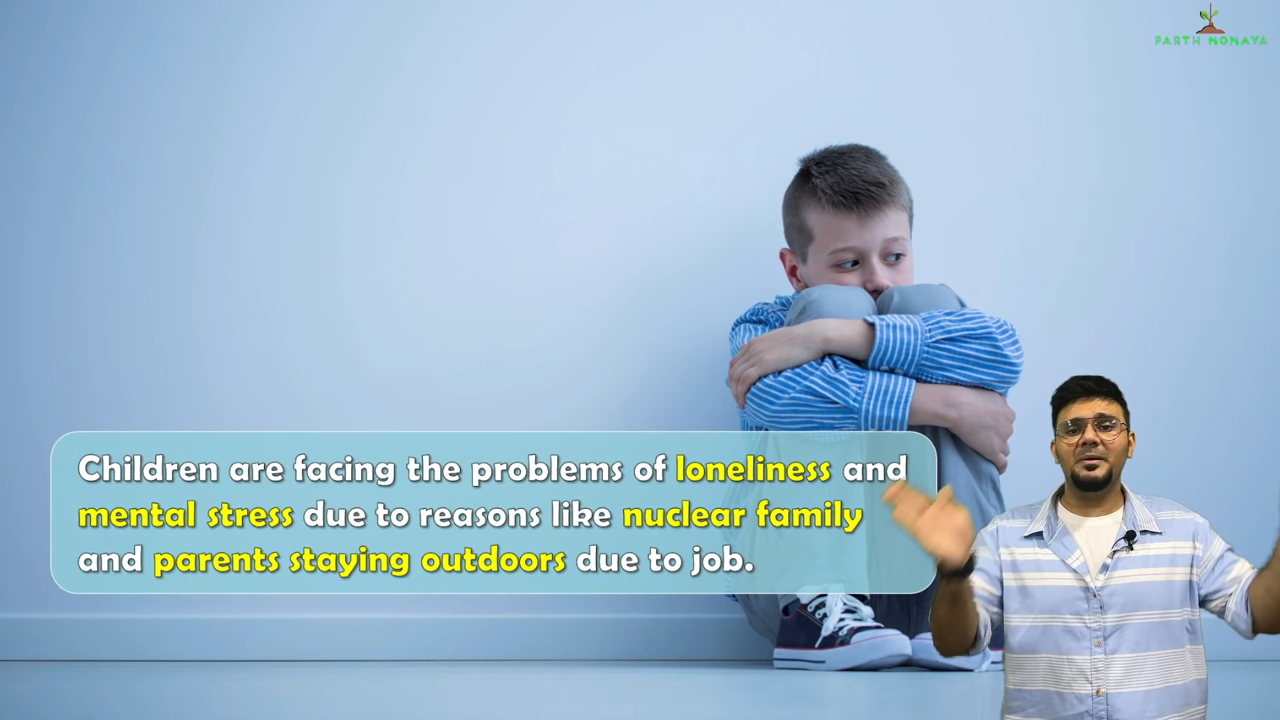 PARTH MOMAYA
Children are facing the problems of loneliness and
mental stress due to reasons like nuclear family
and parents staying outdoors due to job.